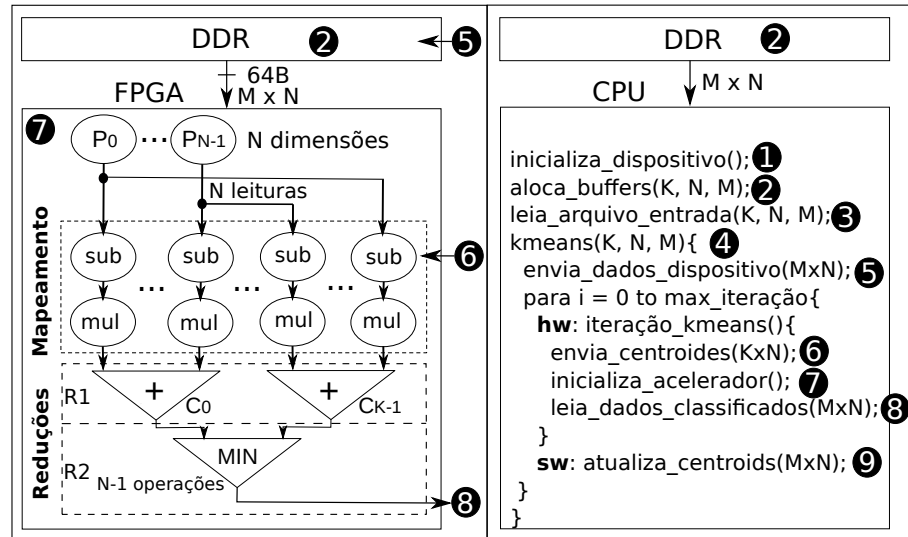 DDR 2 5
64B
M x N
FPGA
7 P0 ... PN-1 N dimensões
N leituras
Mapeamento
sub sub sub sub 6
... ... ...
mul mul mul mul
Reduções
R1 + C0 + CK-1
R2 MIN
N-1 operações
8
DDR 2
M x N
CPU
inicializa_dispositivo(); 1
aloca_buffers(K, N, M); 2
leia_arquivo_entrada(K, N, M); 3
kmeans(K, N, M){ 4
envia_dados_dispositivo(MxN); 5
para i = 0 to max_iteração{
hw: iteração_kmeans(){
envia_centroides(KxN); 6
inicializa_acelerador(); 7
leia_dados_classificados(MxN); 8
}
sw: atualiza_centroids(MxN); 9
}
}